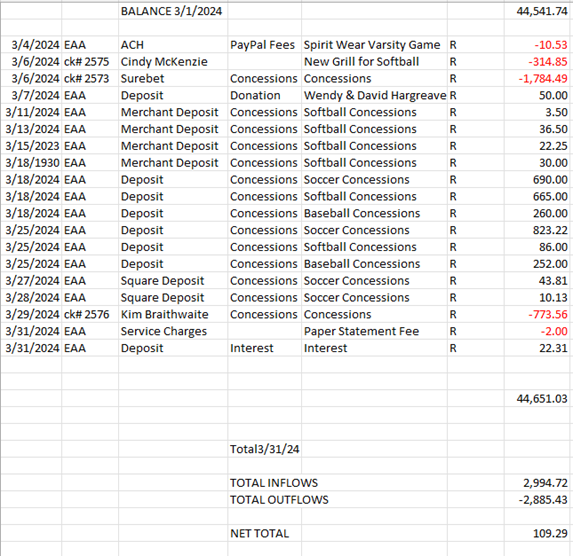 BALANCE 3/1/2024 44,541.74
3/4/2024 EAA ACH PayPal Fees Spirit Wear Varsity Game R -10.53
3/6/2024 ck# 2575 Cindy McKenzie New Grill for Softball R -314.85
3/6/2024 ck# 2573 Surebet Concessions Concessions R -1,784.49
3/7/2024 EAA Deposit Donation Wendy & David Hargreave R 50.00
3/11/2024 EAA Merchant Deposit Concessions Softball Concessions R 3.50
3/13/2024 EAA Merchant Deposit Concessions Softball Concessions R 36.50
3/15/2023 EAA Merchant Deposit Concessions Softball Concessions R 22.25
3/18/1930 EAA Merchant Deposit Concessions Softball Concessions R 30.00
3/18/2024 EAA Deposit Concessions Soccer Concessions R 690.00
3/18/2024 EAA Deposit Concessions Softball Concessions R 665.00
3/18/2024 EAA Deposit Concessions Baseball Concessions R 260.00
3/25/2024 EAA Deposit Concessions Soccer Concessions R 823.22
3/25/2024 EAA Deposit Concessions Softball Concessions R 86.00
3/25/2024 EAA Deposit Concessions Baseball Concessions R 252.00
3/27/2024 EAA Square Deposit Concessions Soccer Concessions R 43.81
3/28/2024 EAA Square Deposit Concessions Soccer Concessions R 10.13
3/29/2024 ck# 2576 Kim Braithwaite Concessions Concessions R -773.56
3/31/2024 EAA Service Charges Paper Statement Fee R -2.00
3/31/2024 EAA Deposit Interest Interest R 22.31
44,651.03
Total3/31/24
TOTAL INFLOWS 2,994.72
TOTAL OUTFLOWS -2,885.43
NET TOTAL 109.29